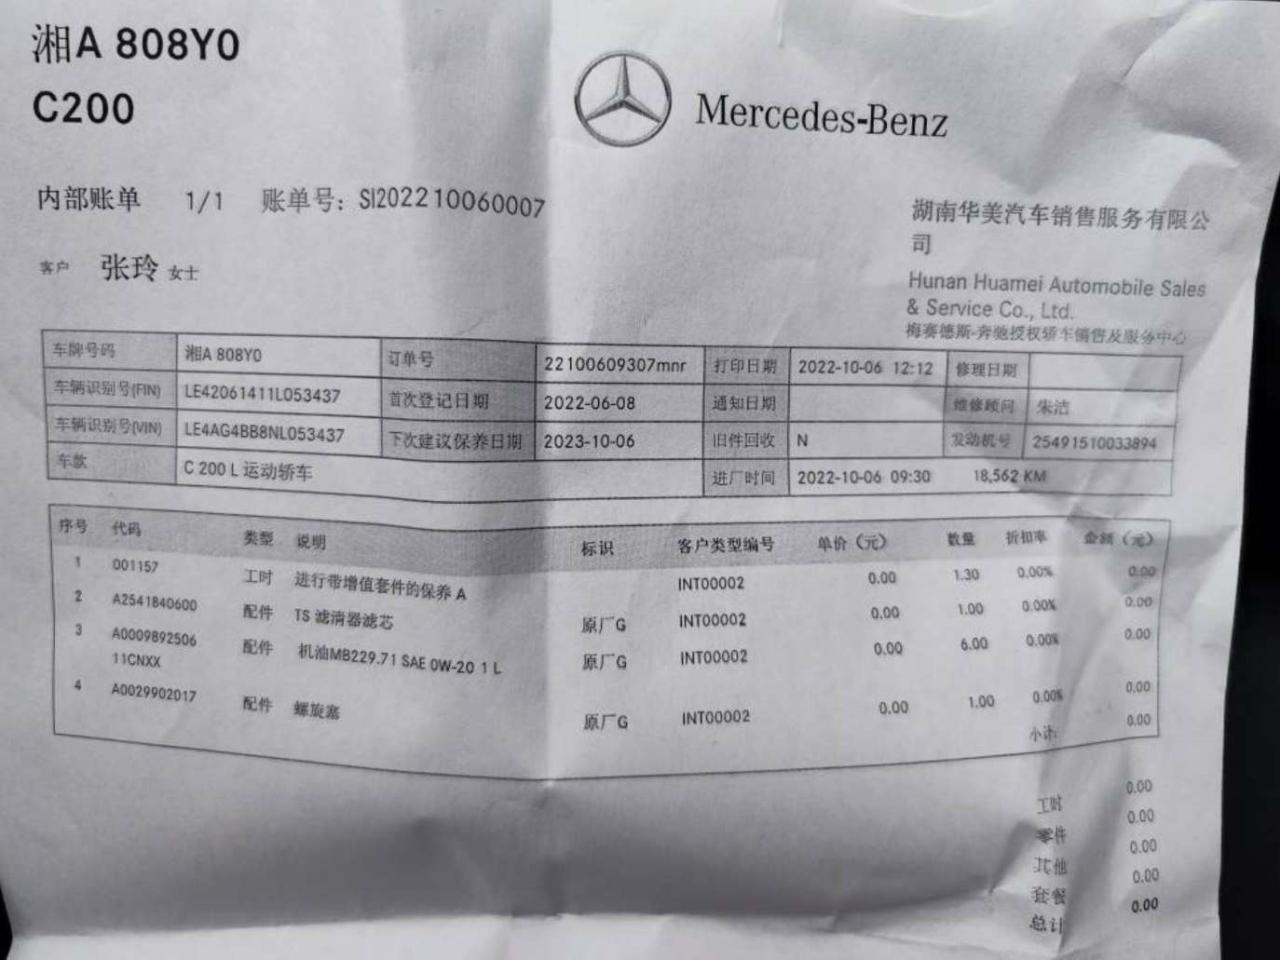 湘A 808Y0
C200
Mercedes-Benz
内部账单 1/1 账单号: SI202210060007
湖南华美汽车销售服务有限公
司
客户 张玲 女士
Hunan Huamei Automobile Sales
& Service Co., Ltd.
梅赛德斯-奔驰授权轿车销售及服务中心
车牌号码 湘A 808Y0 订单号 22100609307mnr 打印日期 2022-10-06 12:12 修理日期
车辆识别号(FIN) LE42061411L053437 首次登记日期 2022-06-08 通知日期 维修顾问 朱洁
车辆识别号(VIN) LE4AG4BB8NL053437 下次建议保养日期 2023-10-06 旧件回收 N 发动机号 25491510033894
车款 C 200 L 运动轿车 进厂时间 2022-10-06 09:30 18,562 KM
序号 代码 类型 说明 标识 客户类型编号 单价（元） 数量 折扣率 金额（元）
1 001157 工时 进行带增值套件的保养 A INT00002 0.00 1.30 0.00% 0.00
2 A2541840600 配件 TS 滤清器滤芯 原厂G INT00002 0.00 1.00 0.00% 0.00
3 A0009892506 配件 机油MB229.71 SAE 0W-20 1 L 原厂G INT00002 0.00 6.00 0.00% 0.00
11CNXX
4 A0029902017 配件 螺旋塞 原厂G INT00002 0.00 1.00 0.00% 0.00
小计: 0.00
工时 0.00
零件 0.00
其他 0.00
套餐 0.00
总计 0.00